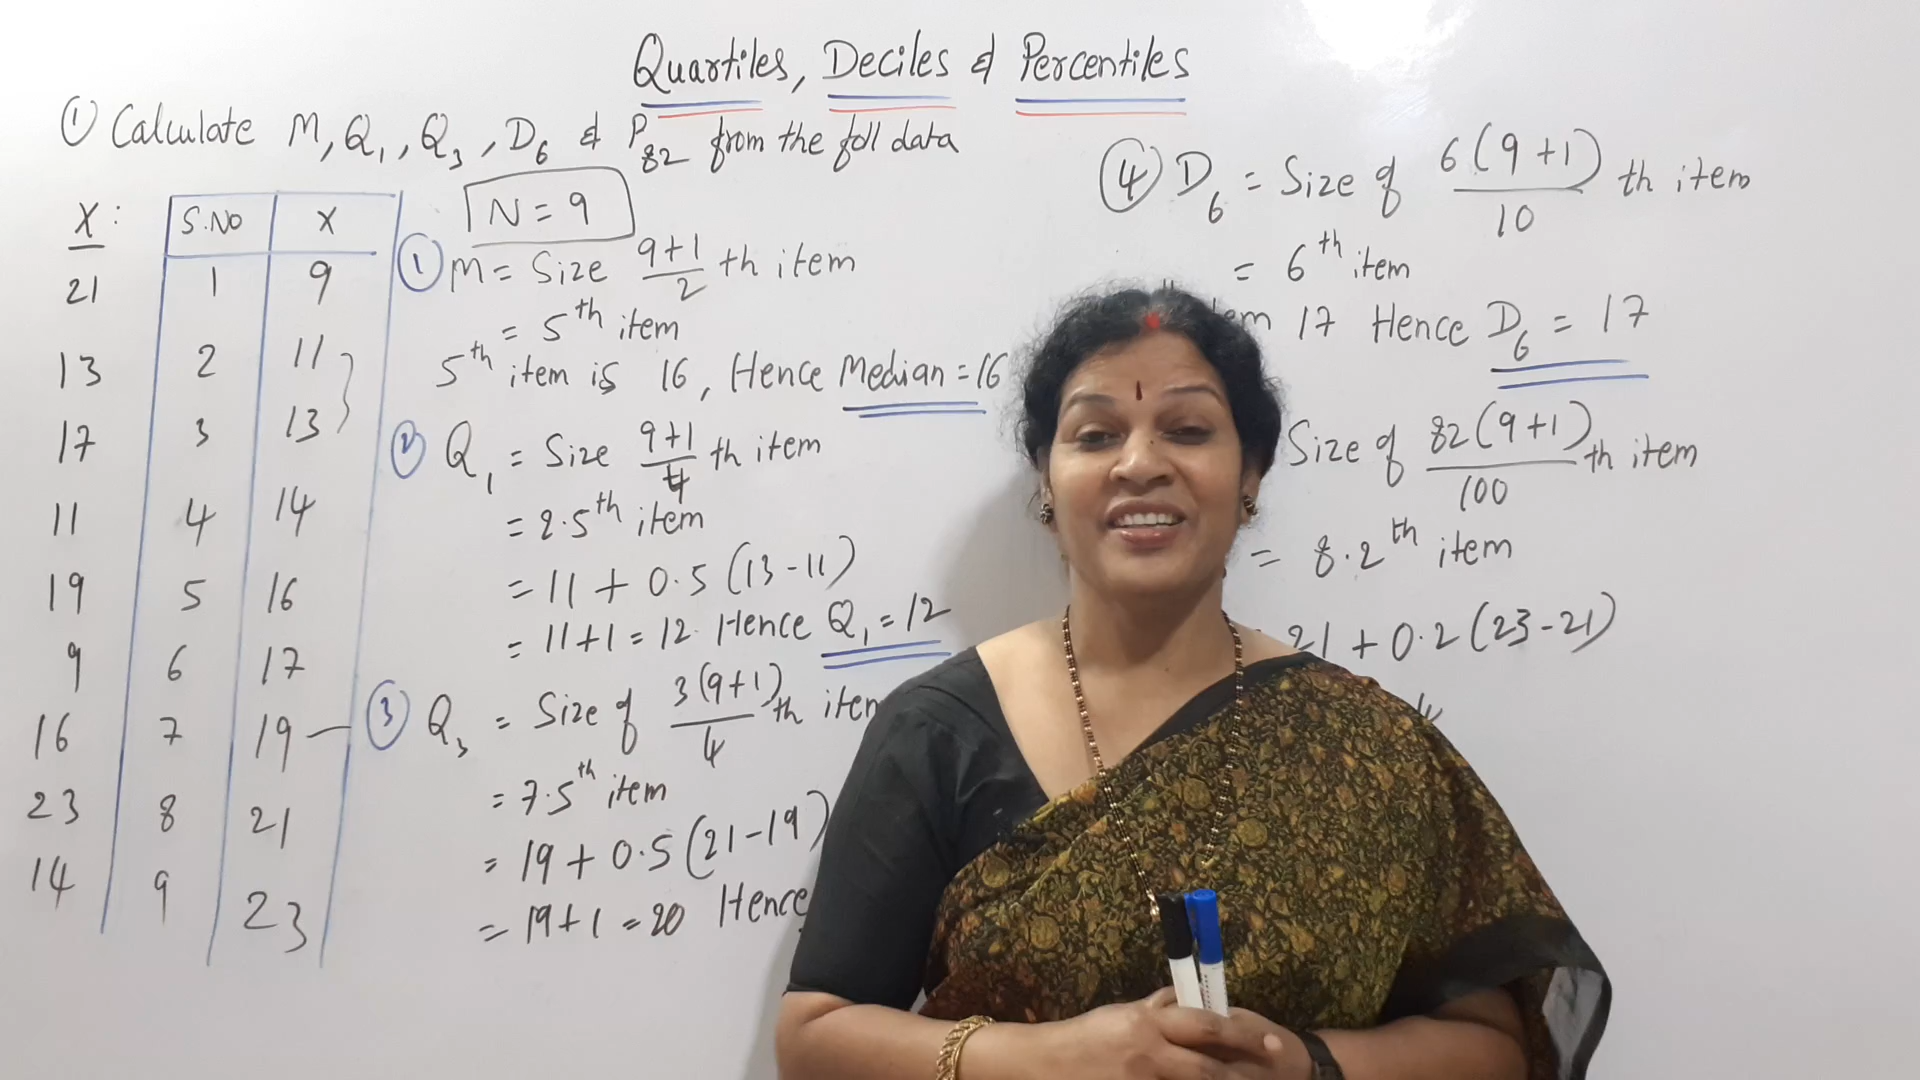 Quartiles, Deciles & Percentiles
① Calculate M, Q1, Q3, D6 & P82 from the foll data
X:
21
13
17
11
19
9
16
23
14
S.No X
1 9
2 11
3 13
4 14
5 16
6 17
7 19
8 21
9 23
N = 9
① M = Size 9+1/2 th item
= 5th item
5th item is 16, Hence Median = 16
② Q1 = Size 9+1/4 th item
= 2.5th item
= 11 + 0.5 (13-11)
= 11+1 = 12. Hence Q1 = 12
③ Q3 = Size of 3(9+1)/4 th item
= 7.5th item
= 19 + 0.5 (21-19)
= 19+1 = 20 Hence
④ D6 = Size of 6(9+1)/10 th item
= 6th item
17 Hence D6 = 17
Size of 82(9+1)/100 th item
= 8.2th item
21 + 0.2 (23-21)